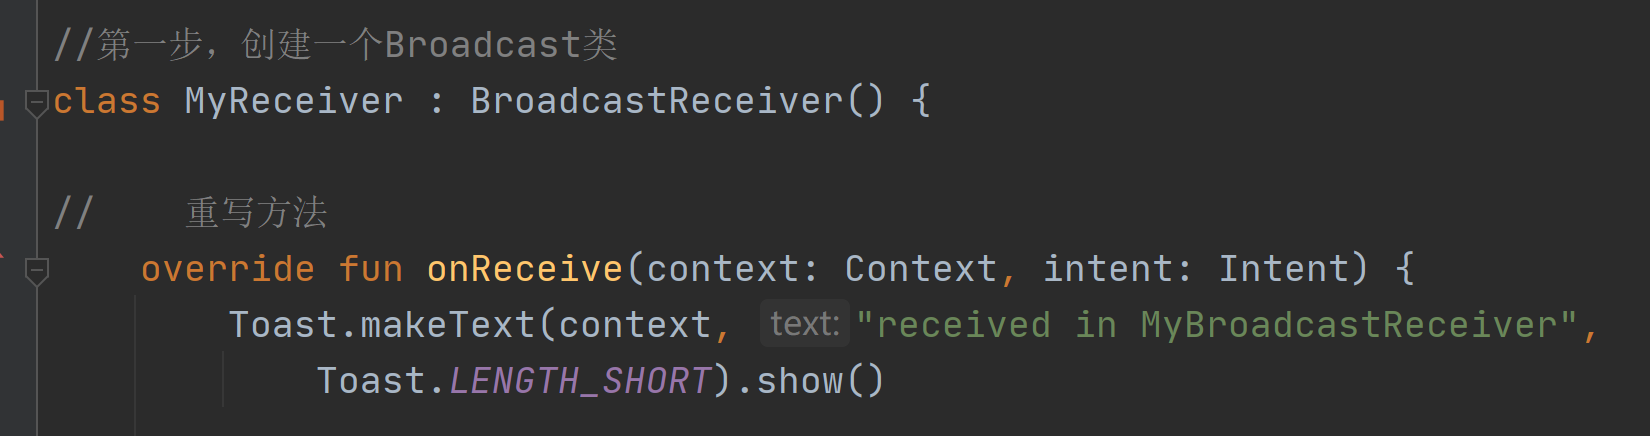 //第一步，创建一个Broadcast类
class MyReceiver : BroadcastReceiver() {
//    重写方法
override fun onReceive(context: Context, intent: Intent) {
Toast.makeText(context, text: "received in MyBroadcastReceiver",
Toast.LENGTH_SHORT).show()